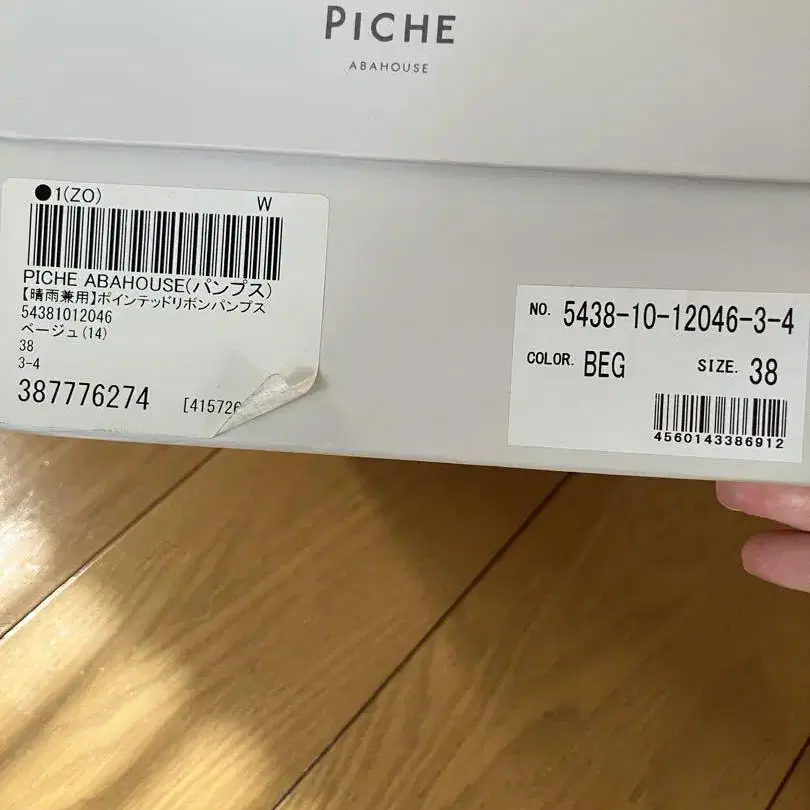 PICHE
ABAHOUSE
●1(ZO)
W
PICHE ABAHOUSE(パンプス)
【晴雨兼用】ポインテッドリボンパンプス
54381012046
ベージュ(14)
38
3-4
387776274 [415726
NO. 5438-10-12046-3-4
COLOR. BEG SIZE. 38
4560143386912